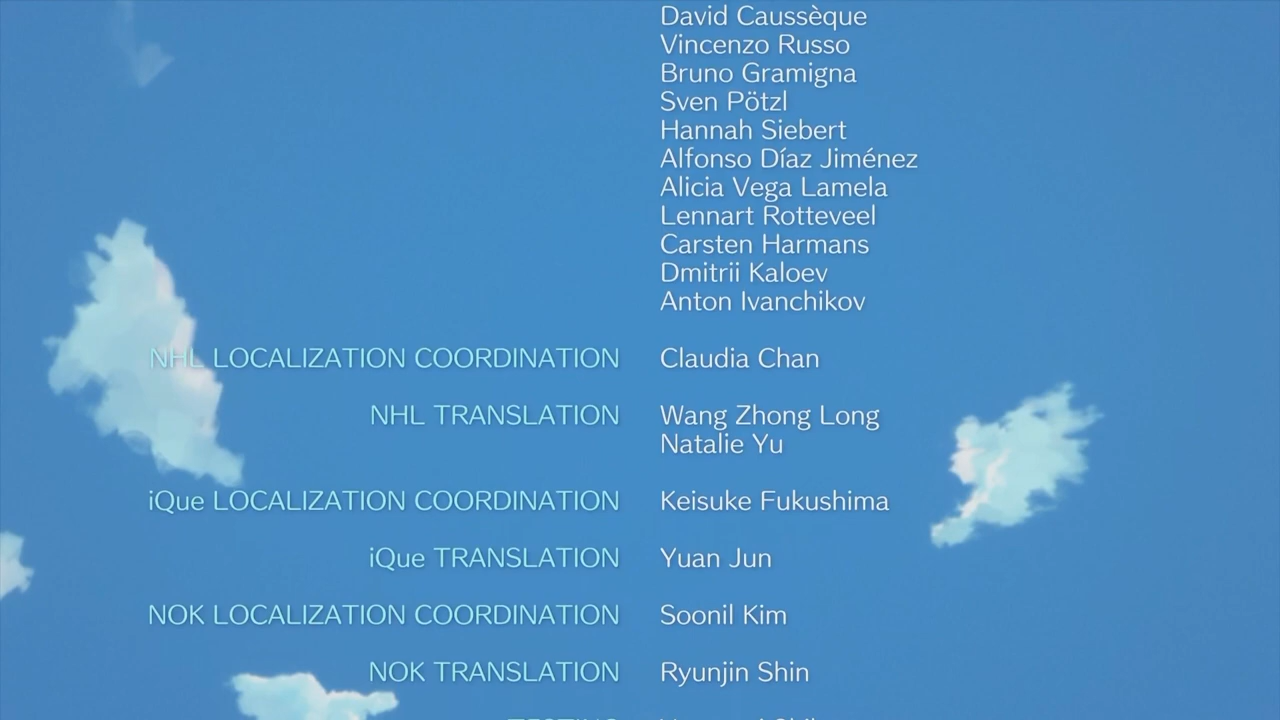 David Caussèque
Vincenzo Russo
Bruno Gramigna
Sven Pötzl
Hannah Siebert
Alfonso Díaz Jiménez
Alicia Vega Lamela
Lennart Rotteveel
Carsten Harmans
Dmitrii Kaloev
Anton Ivanchikov
NHL LOCALIZATION COORDINATION Claudia Chan
NHL TRANSLATION Wang Zhong Long
Natalie Yu
iQue LOCALIZATION COORDINATION Keisuke Fukushima
iQue TRANSLATION Yuan Jun
NOK LOCALIZATION COORDINATION Soonil Kim
NOK TRANSLATION Ryunjin Shin